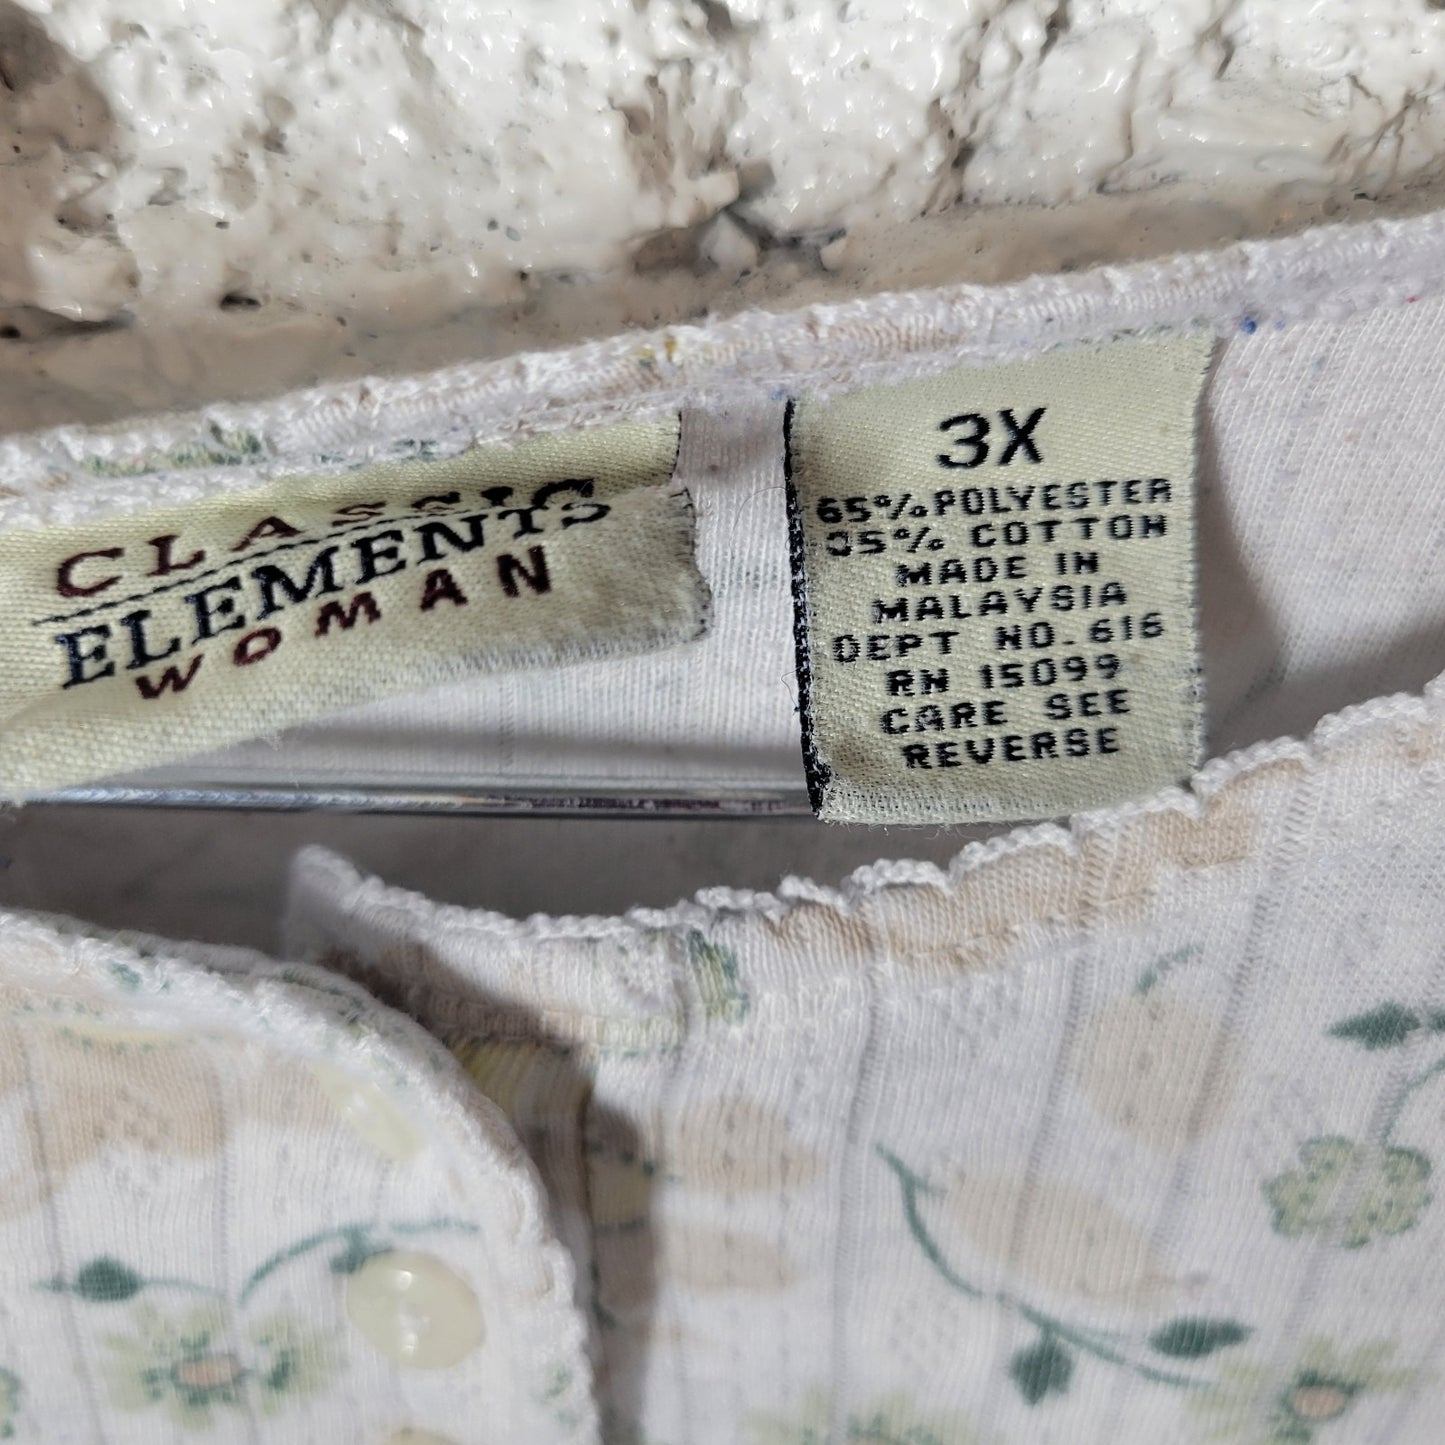 CLASSIC
ELEMENTS
WOMAN
3X
65% POLYESTER
35% COTTON
MADE IN
MALAYSIA
DEPT NO. 616
RN 15099
CARE SEE
REVERSE